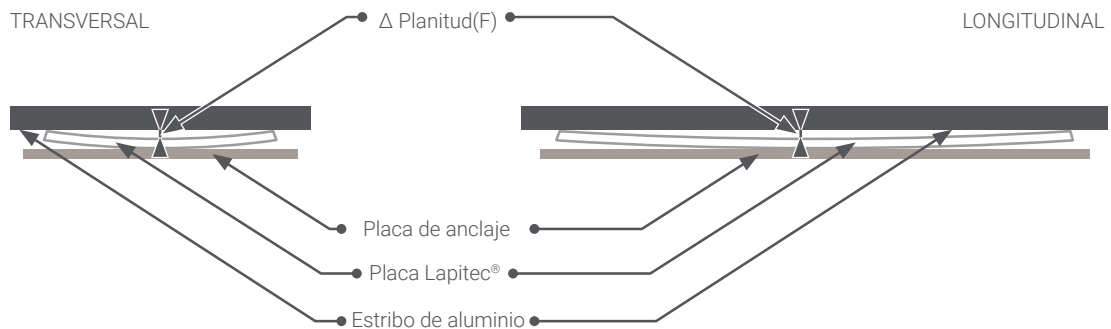 TRANSVERSAL
Δ Planitud(F)
LONGITUDINAL
Placa de anclaje
Placa Lapitec®
Estribo de aluminio